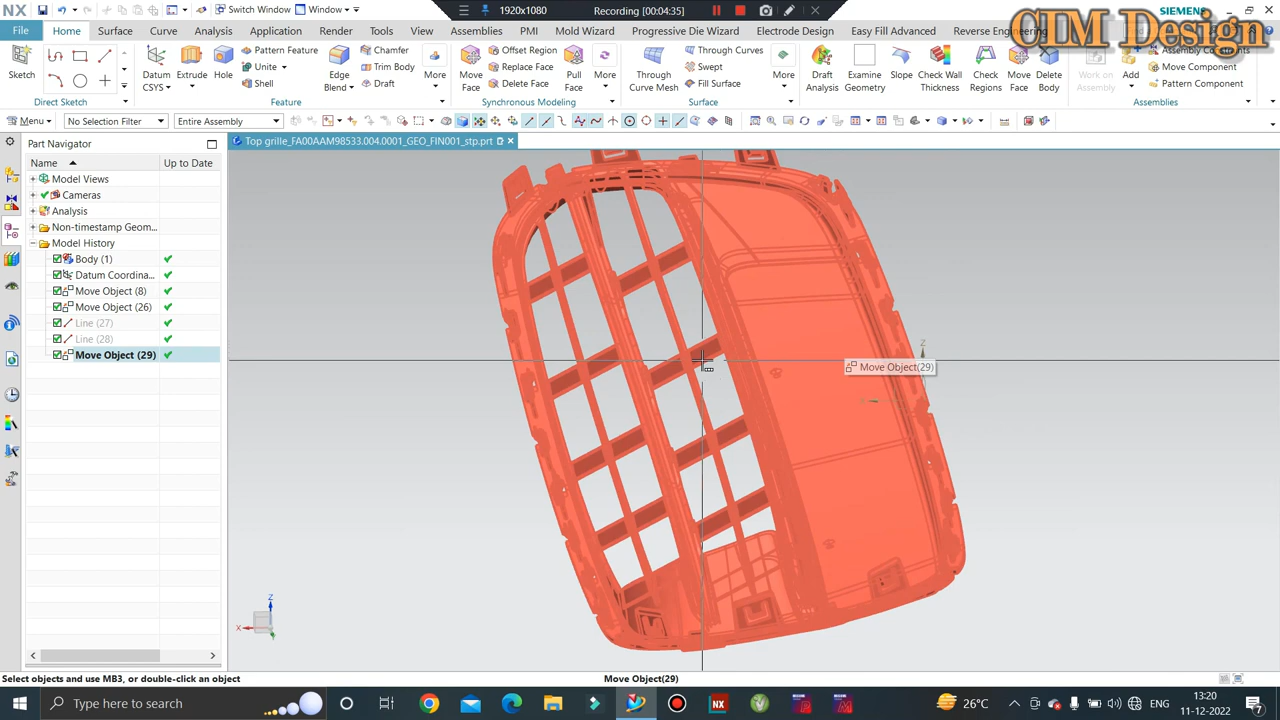 NX
Switch Window
Window
1920x1080
Recording [00:04:35]
SIEMENS
CIM Design
File
Home
Surface
Curve
Analysis
Application
Render
Tools
View
Assemblies
PMI
Mold Wizard
Progressive Die Wizard
Electrode Design
Easy Fill Advanced
Reverse Engineering
Sketch
Direct Sketch
Datum CSYS
Extrude
Hole
Pattern Feature
Unite
Shell
Edge Blend
Chamfer
Trim Body
Draft
More
Feature
Move Face
Offset Region
Replace Face
Delete Face
Pull Face
More
Synchronous Modeling
Through Curve Mesh
Through Curves
Swept
Fill Surface
More
Surface
Draft Analysis
Examine Geometry
Slope
Check Wall Thickness
Check Regions
Move Face
Delete Body
Work on Assembly
Add
Assembly Constraints
Move Component
Pattern Component
Assemblies
Menu
No Selection Filter
Entire Assembly
Part Navigator
Top grille_FA00AAM98533.004.0001_GEO_FIN001_stp.prt
Name
Up to Date
Model Views
Cameras
Analysis
Non-timestamp Geom...
Model History
Body (1)
Datum Coordina...
Move Object (8)
Move Object (26)
Line (27)
Line (28)
Move Object (29)
Z
Move Object(29)
Z
X
Select objects and use MB3, or double-click an object
Move Object(29)
Type here to search
NX
26°C
ENG
13:20
11-12-2022
7